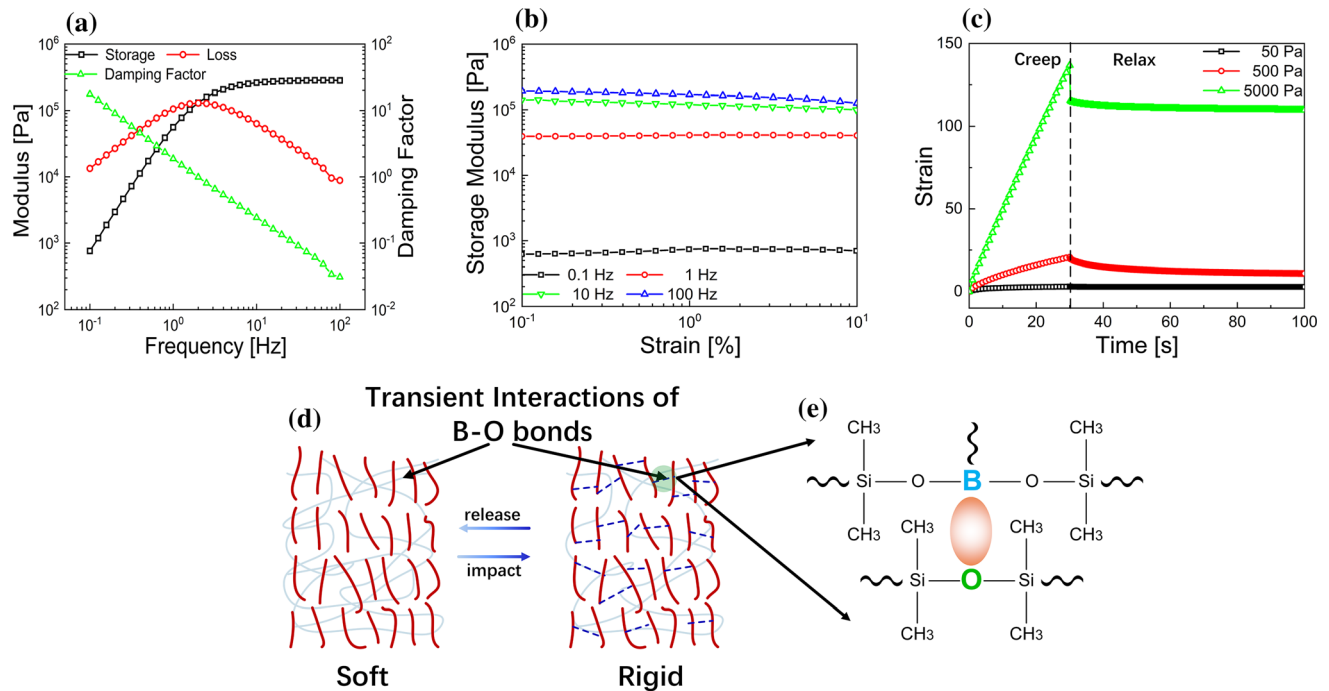 (a)
10⁶
10⁵
10⁴
10³
10²
Modulus [Pa]
Storage
Loss
Damping Factor
10²
10¹
10⁰
10⁻¹
10⁻²
Damping Factor
10⁻¹
10⁰
10¹
10²
Frequency [Hz]
(b)
10⁶
10⁵
10⁴
10³
10²
Storage Modulus [Pa]
0.1 Hz
1 Hz
10 Hz
100 Hz
10⁻¹
10⁰
10¹
Strain [%]
(c)
150
100
50
0
Strain
Creep
Relax
50 Pa
500 Pa
5000 Pa
0
20
40
60
80
100
Time [s]
(d)
Transient Interactions of
B-O bonds
release
impact
Soft
Rigid
(e)
CH3
CH3
Si
O
B
O
Si
CH3
CH3
CH3
CH3
Si
O
Si
CH3
CH3